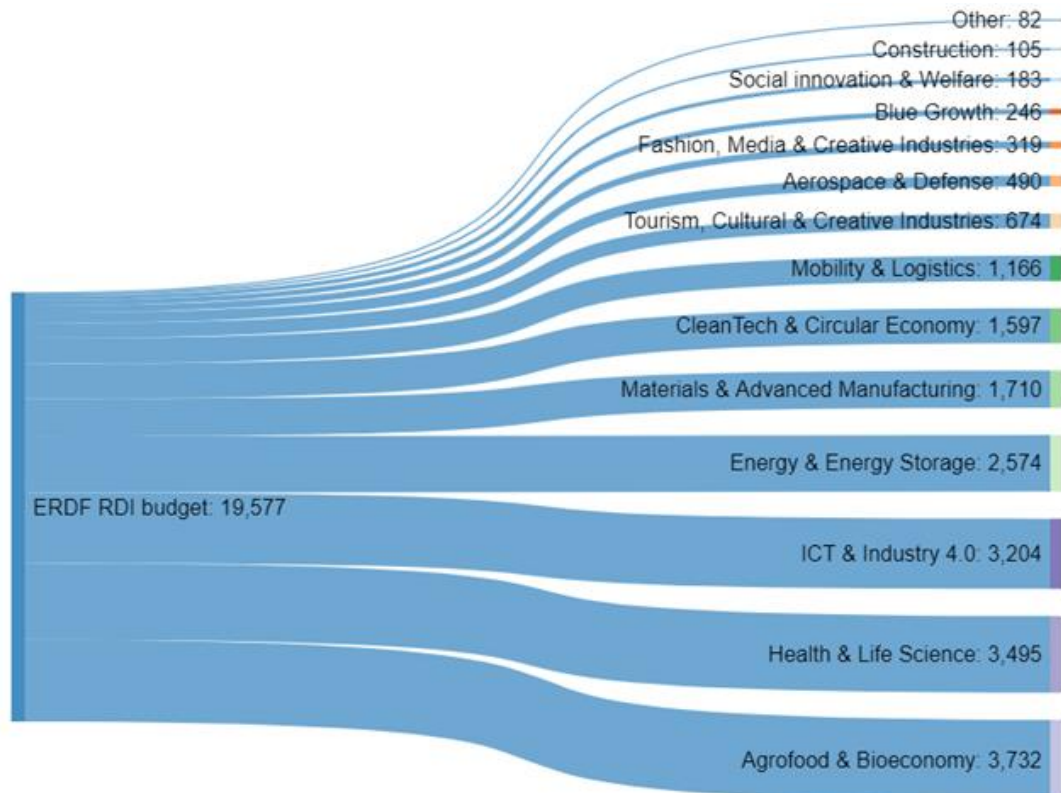 Other: 82
Construction: 105
Social innovation & Welfare: 183
Blue Growth: 246
Fashion, Media & Creative Industries: 319
Aerospace & Defense: 490
Tourism, Cultural & Creative Industries: 674
Mobility & Logistics: 1,166
CleanTech & Circular Economy: 1,597
Materials & Advanced Manufacturing: 1,710
Energy & Energy Storage: 2,574
ERDF RDI budget: 19,577
ICT & Industry 4.0: 3,204
Health & Life Science: 3,495
Agrofood & Bioeconomy: 3,732